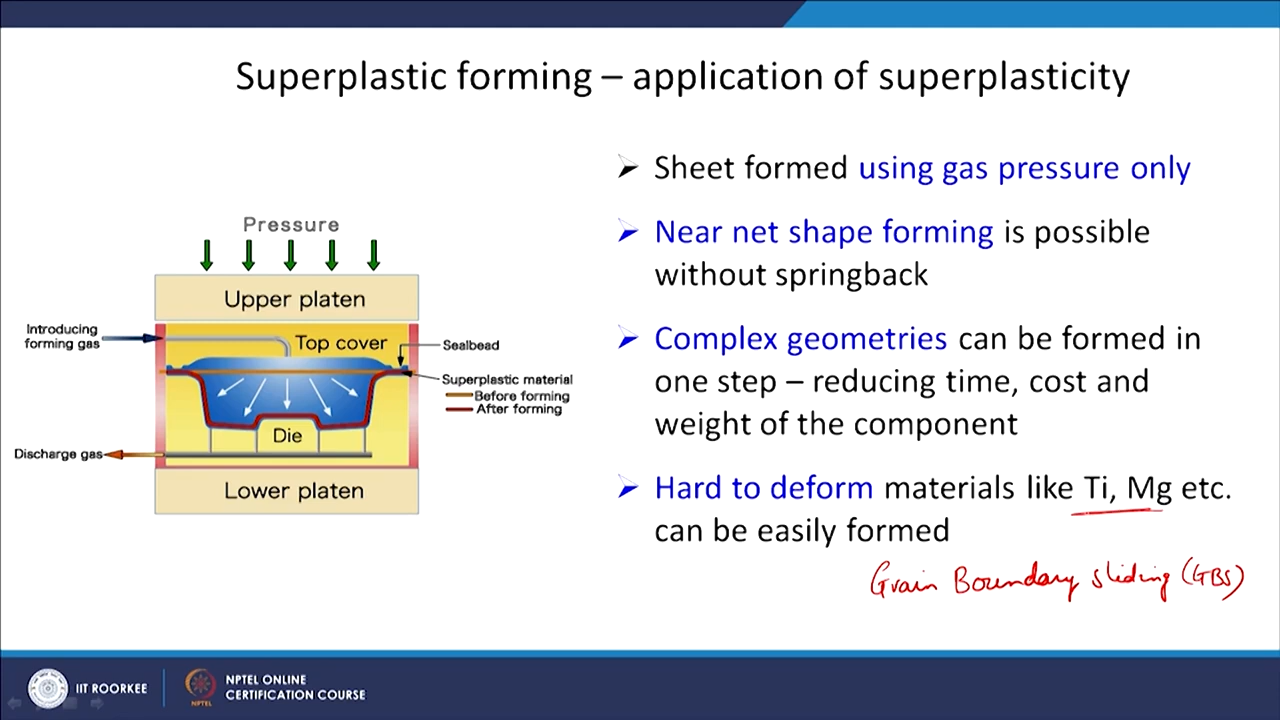 Superplastic forming – application of superplasticity
Pressure
Upper platen
Introducing
forming gas
Top cover
Sealbead
Superplastic material
Before forming
After forming
Die
Discharge gas
Lower platen
Sheet formed using gas pressure only
Near net shape forming is possible
without springback
Complex geometries can be formed in
one step – reducing time, cost and
weight of the component
Hard to deform materials like Ti, Mg etc.
can be easily formed
Grain Boundary sliding (GBS)
IIT ROORKEE
NPTEL
NPTEL ONLINE
CERTIFICATION COURSE